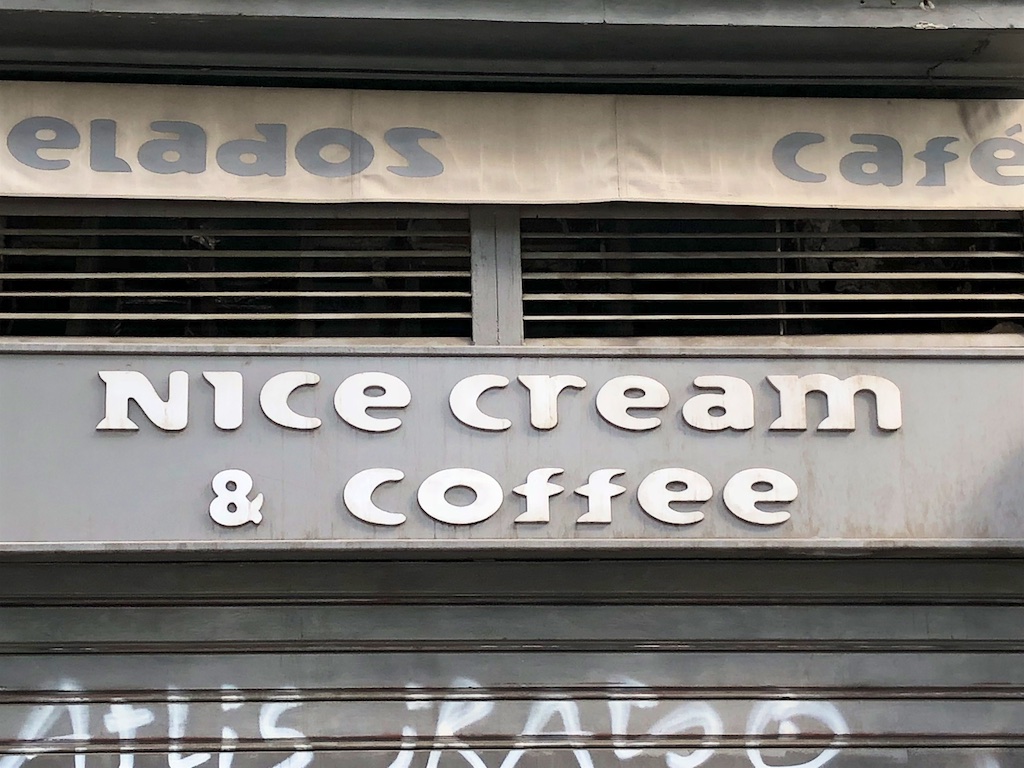 elados Café
Nice cream
& coffee